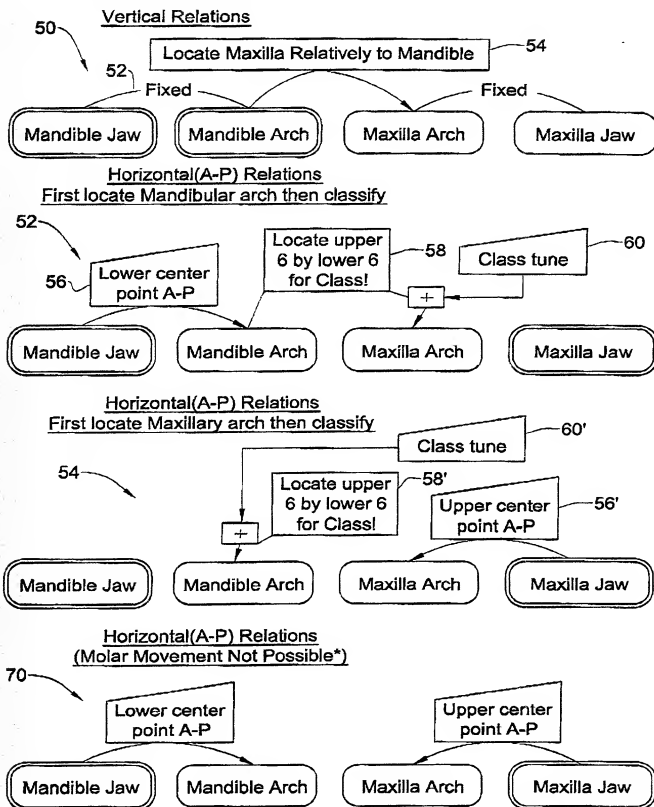 Vertical Relations
50
Locate Maxilla Relatively to Mandible
54
52
Fixed
Fixed
Mandible Jaw
Mandible Arch
Maxilla Arch
Maxilla Jaw
Horizontal(A-P) Relations
First locate Mandibular arch then classify
52
56
Lower center
point A-P
Locate upper
6 by lower 6
for Class!
58
Class tune
60
+
Mandible Jaw
Mandible Arch
Maxilla Arch
Maxilla Jaw
Horizontal(A-P) Relations
First locate Maxillary arch then classify
Class tune
60'
54
Locate upper
6 by lower 6
for Class!
58'
Upper center
point A-P
56'
+
Mandible Jaw
Mandible Arch
Maxilla Arch
Maxilla Jaw
Horizontal(A-P) Relations
(Molar Movement Not Possible*)
70
Lower center
point A-P
Upper center
point A-P
Mandible Jaw
Mandible Arch
Maxilla Arch
Maxilla Jaw